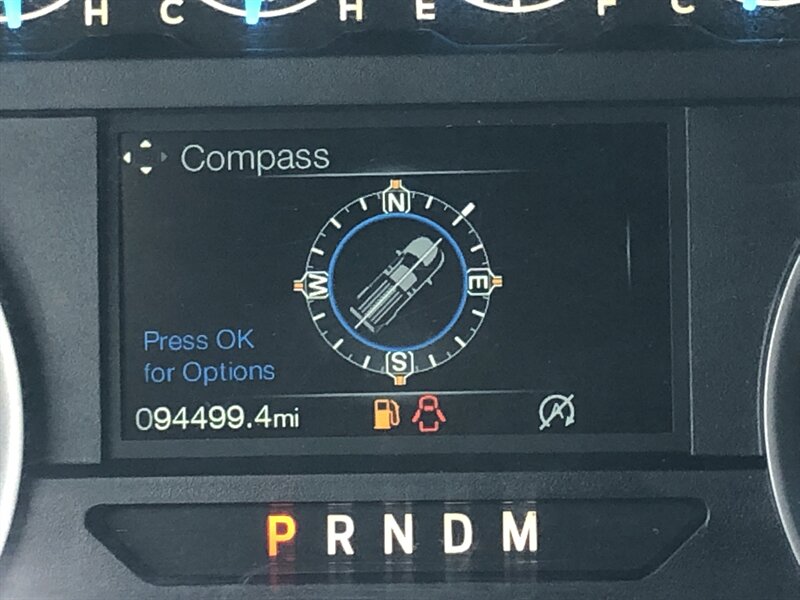 H C H E F C
Compass
N
W E
S
Press OK
for Options
094499.4mi
A
P R N D M